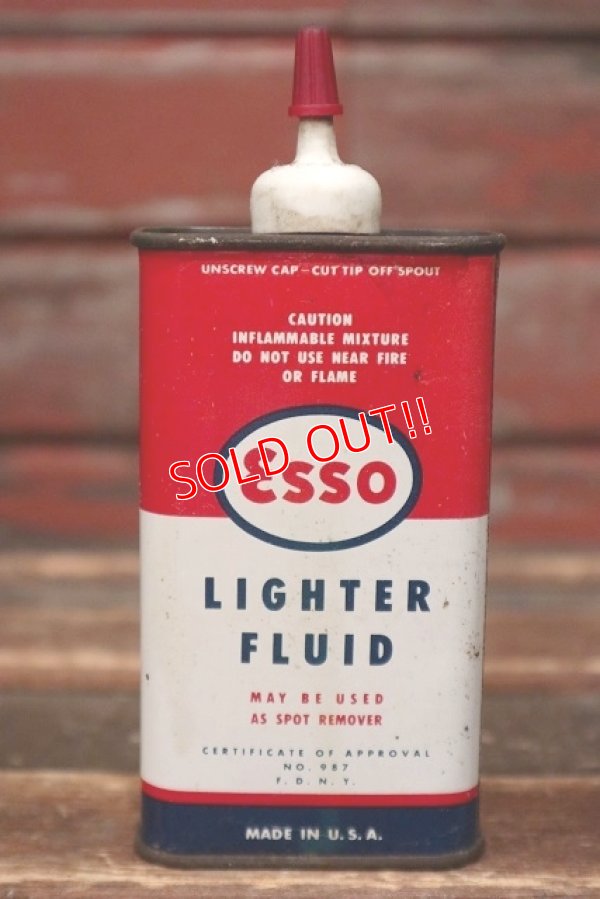 UNSCREW CAP-CUT TIP OFF SPOUT
CAUTION
INFLAMMABLE MIXTURE
DO NOT USE NEAR FIRE
OR FLAME
SOLD OUT!!
Esso
LIGHTER
FLUID
MAY BE USED
AS SPOT REMOVER
CERTIFICATE OF APPROVAL
NO. 987
F. D. N. Y.
MADE IN U.S.A.